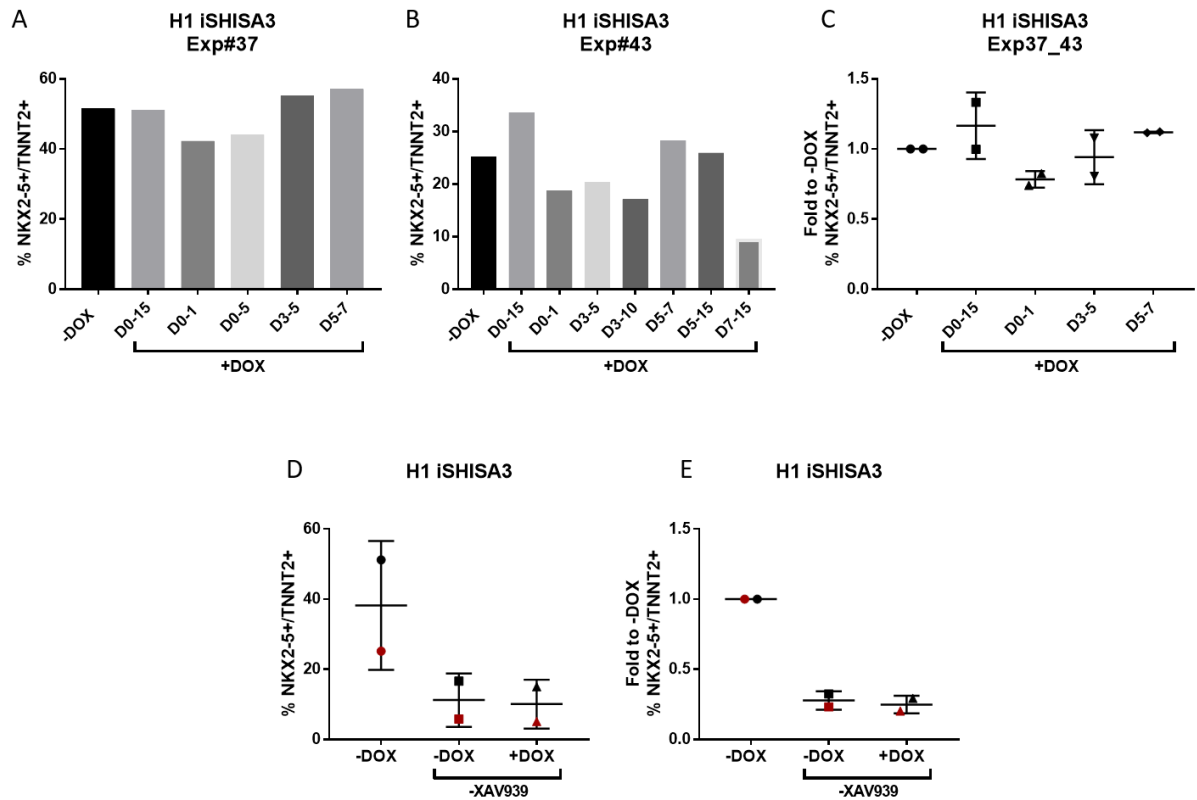 A
H1 iSHISA3
Exp#37
% NKX2-5+/TNNT2+
60
40
20
0
-DOX
D0-15
D0-1
D0-5
D3-5
D5-7
+DOX
B
H1 iSHISA3
Exp#43
% NKX2-5+/TNNT2+
40
30
20
10
0
-DOX
D0-15
D0-1
D3-5
D3-10
D5-7
D5-15
D7-15
+DOX
C
H1 iSHISA3
Exp37_43
Fold to -DOX
% NKX2-5+/TNNT2+
1.5
1.0
0.5
0.0
-DOX
D0-15
D0-1
D3-5
D5-7
+DOX
D
H1 iSHISA3
% NKX2-5+/TNNT2+
60
40
20
0
-DOX
-DOX
+DOX
-XAV939
E
H1 iSHISA3
Fold to -DOX
% NKX2-5+/TNNT2+
1.5
1.0
0.5
0.0
-DOX
-DOX
+DOX
-XAV939